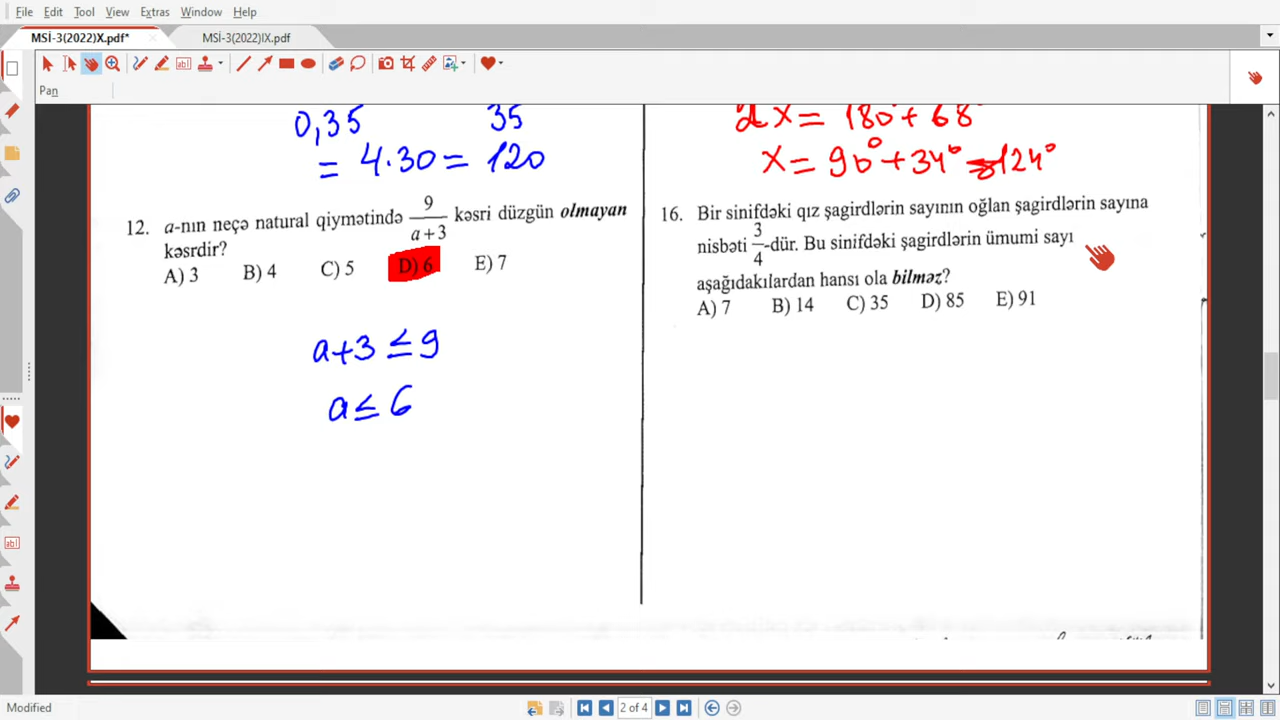 File Edit Tool View Extras Window Help
MSİ-3(2022)X.pdf*
MSİ-3(2022)IX.pdf
Pan
0,35 35
= 4·30 = 120
12. a-nın neçə natural qiymətində 9/(a+3) kəsri düzgün olmayan
kəsrdir?
A) 3 B) 4 C) 5 D) 6 E) 7
a+3 ≤ 9
a ≤ 6
2x = 180°+68°
x = 90°+34° = 124°
16. Bir sinifdəki qız şagirdlərin sayının oğlan şagirdlərin sayına
nisbəti 3/4-dür. Bu sinifdəki şagirdlərin ümumi sayı
aşağıdakılardan hansı ola bilməz?
A) 7 B) 14 C) 35 D) 85 E) 91
Modified
2 of 4